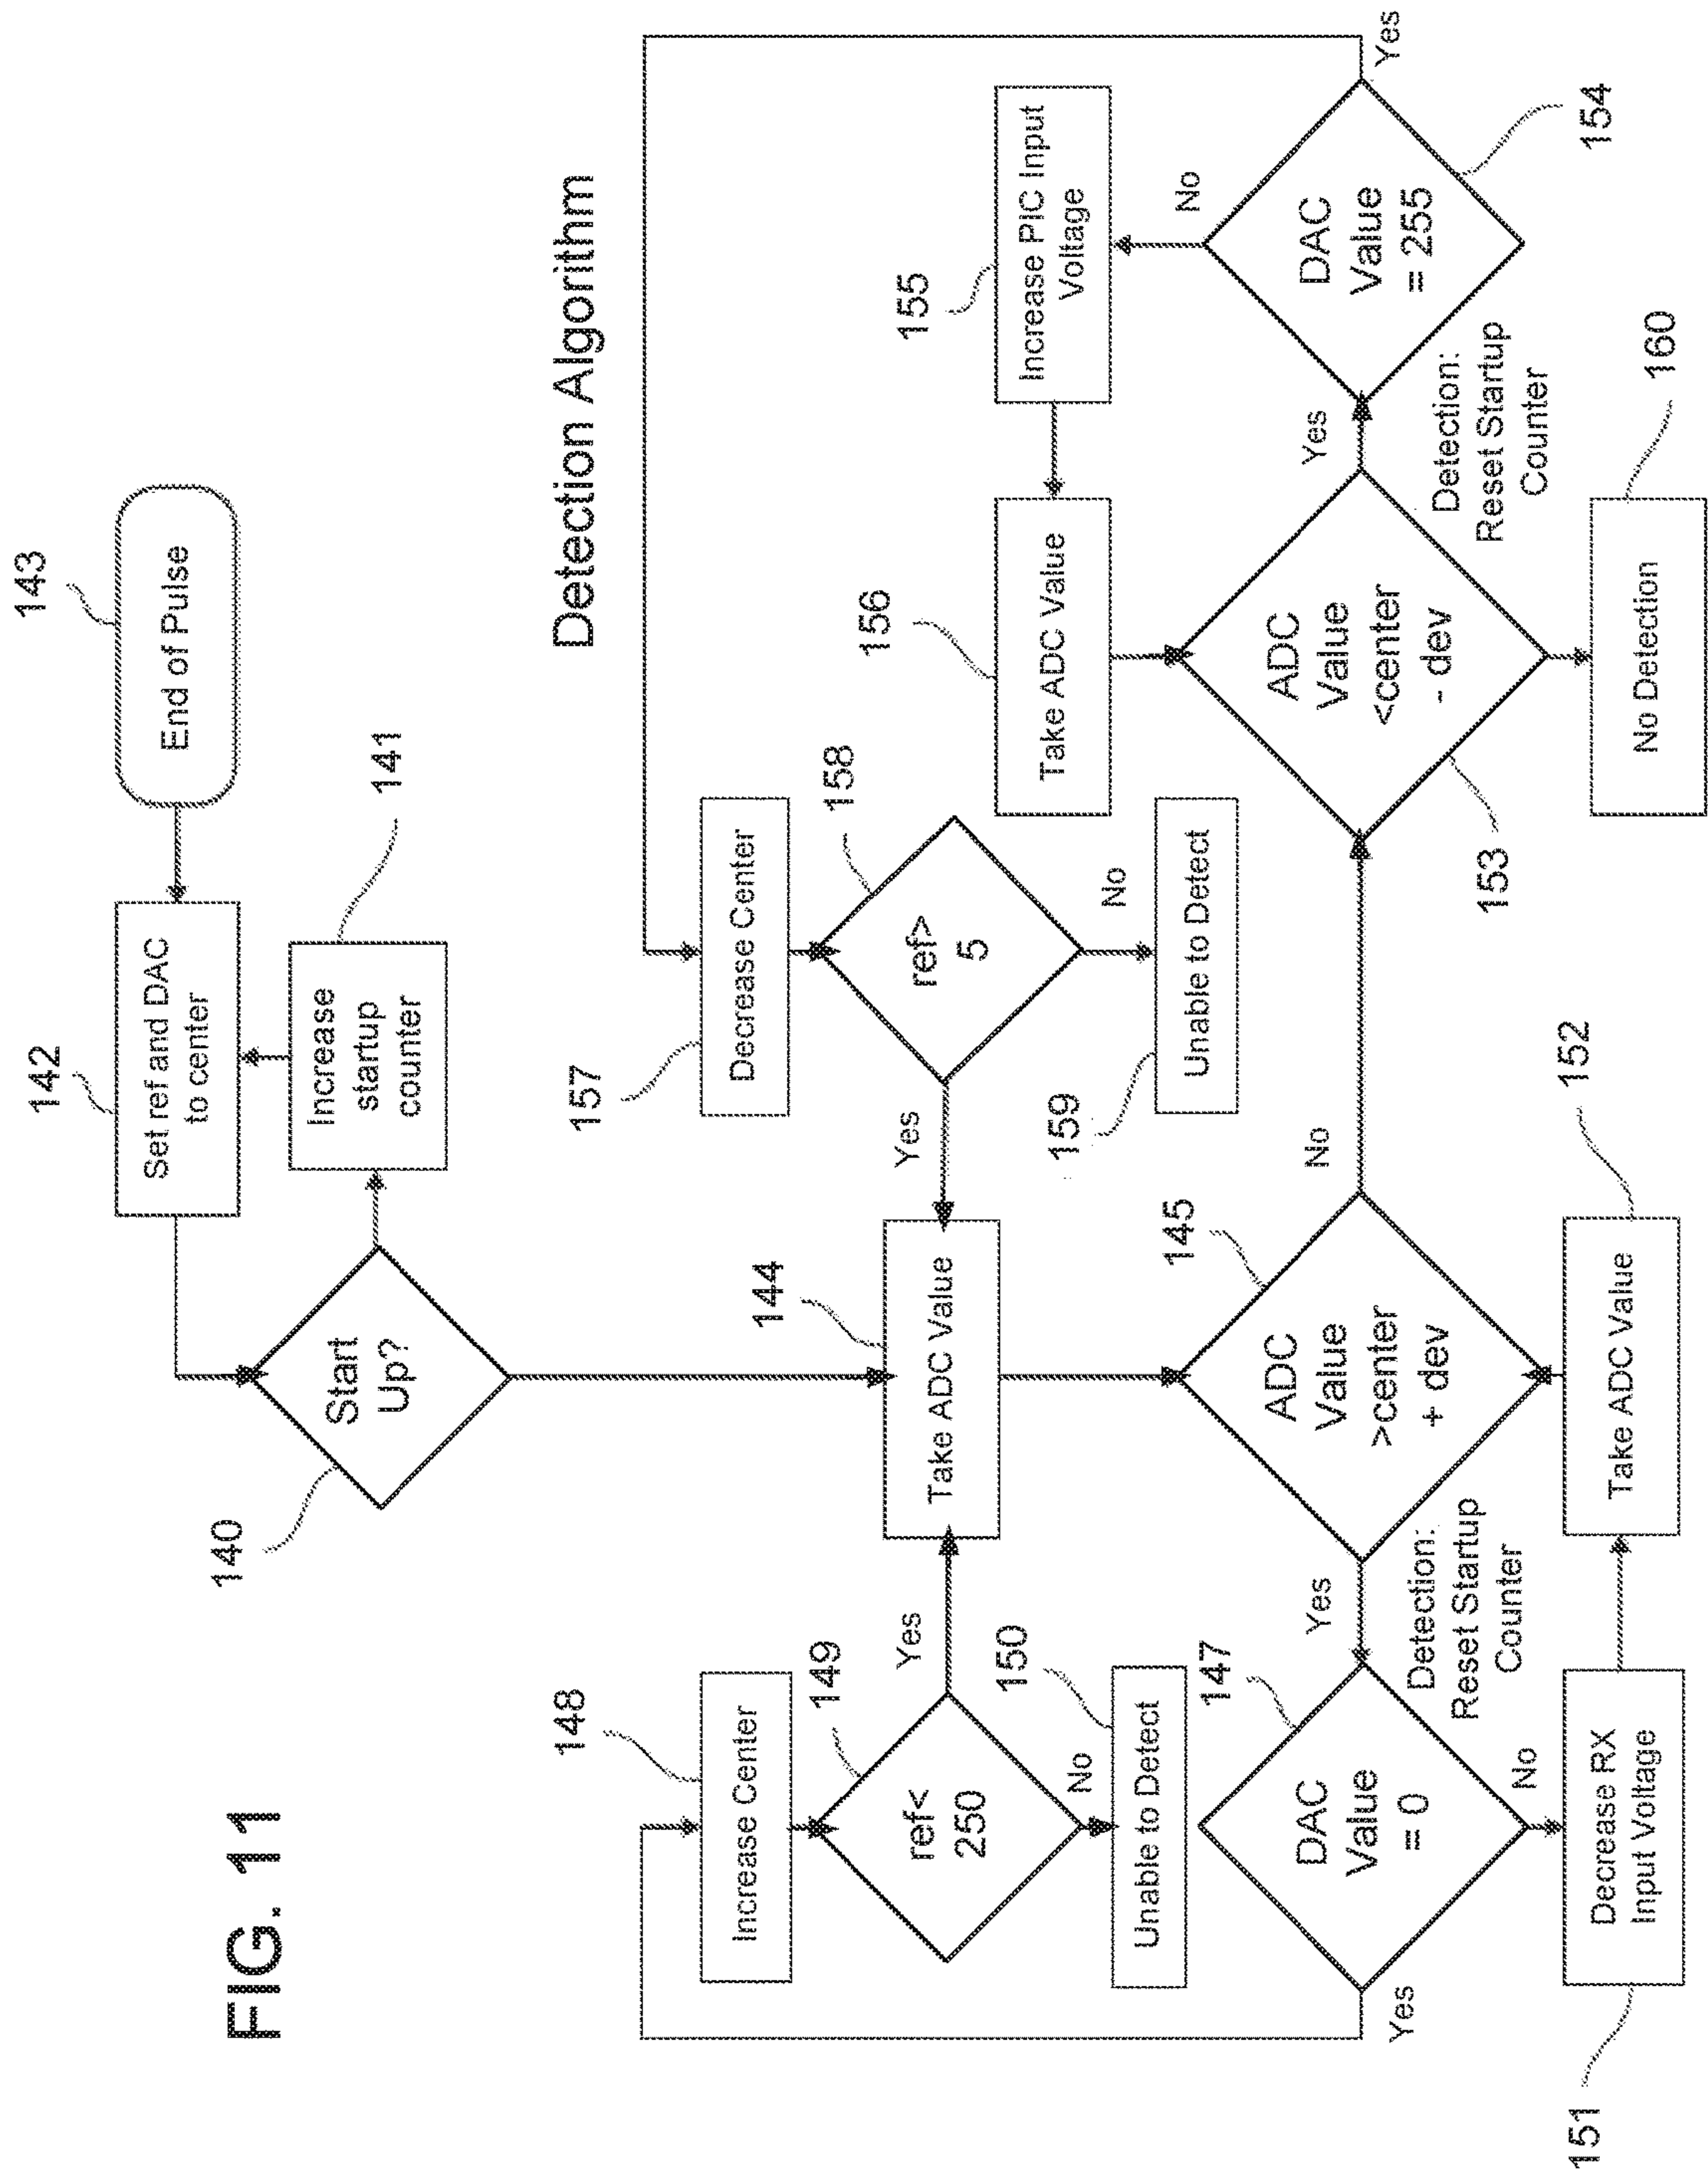 FIG. 11
143
End of Pulse
142
Set ref and DAC
to center
141
Increase
startup
counter
140
Start
Up?
Detection Algorithm
148
Increase Center
149
ref<
250
Yes
No
150
Unable to Detect
144
Take ADC Value
157
Decrease Center
158
ref>
5
Yes
No
159
Unable to Detect
156
Take ADC Value
155
Increase PIC Input
Voltage
147
DAC
Value
= 0
Yes
No
Yes
Detection:
Reset Startup
Counter
145
ADC
Value
>center
+ dev
No
153
ADC
Value
<center
- dev
Yes
Detection:
Reset Startup
Counter
154
DAC
Value
= 255
No
Yes
151
Decrease RX
Input Voltage
152
Take ADC Value
160
No Detection